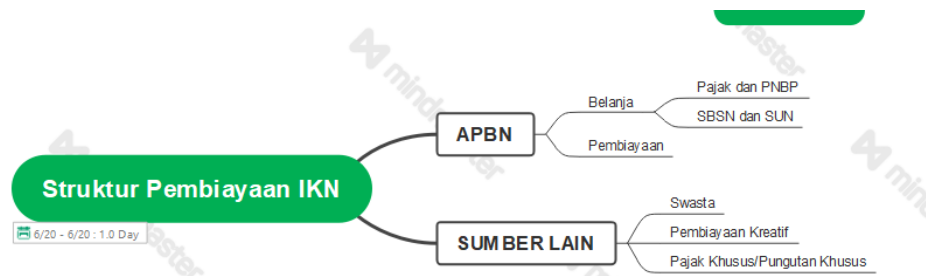 Struktur Pembiayaan IKN
6/20 - 6/20 : 1.0 Day
APBN
Belanja
Pajak dan PNBP
SBSN dan SUN
Pembiayaan
SUMBER LAIN
Swasta
Pembiayaan Kreatif
Pajak Khusus/Pungutan Khusus